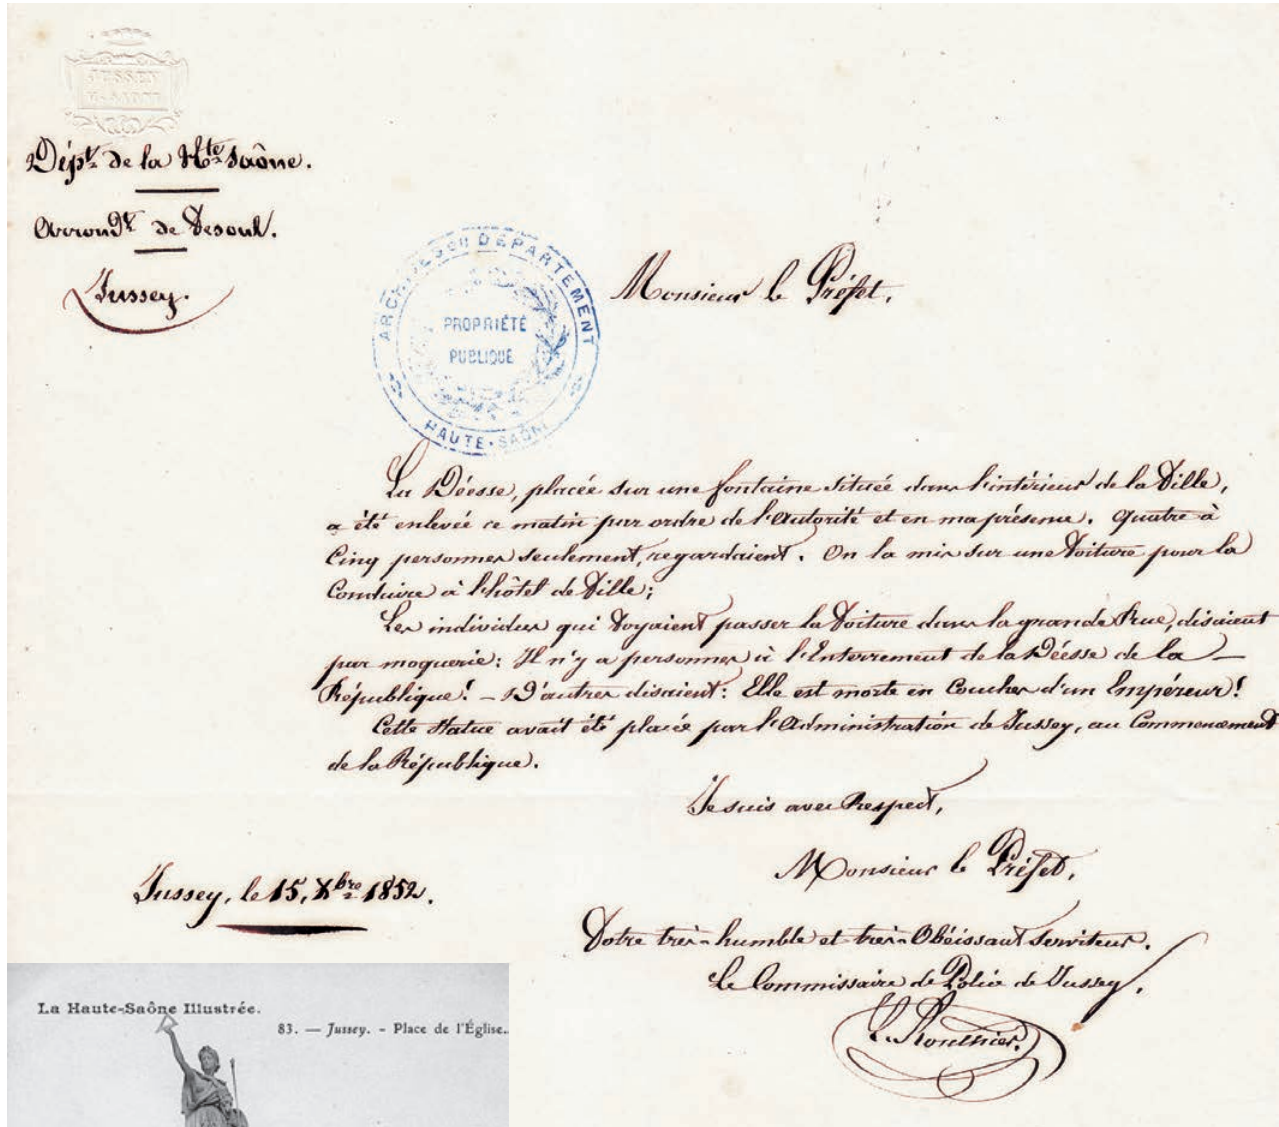 JUSSEY
H-SAONE
Dépt. de la Hte Saône.
Arrondt. de Vesoul.
Jussey.
ARCHIVES DU DÉPARTEMENT
PROPRIÉTÉ
PUBLIQUE
HAUTE-SAÔNE
Monsieur le Préfet,
La Déesse, placée sur une fontaine située dans l'intérieur de la Ville,
a été enlevée ce matin par ordre de l'Autorité et en ma présence. Quatre à
Cinq personnes seulement, regardaient. On la mis sur une Voiture pour la
Conduire à l'hôtel de Ville;
Les individus qui Voyaient passer la Voiture dans la grande Rue, disaient
par moquerie: Il n'y a personnes à l'Enterrement de la Déesse de la —
République! — D'autres disaient: Elle est morte en Couches d'un Empéreur!
Cette Statue avait été placée par l'Administration de Jussey, au Commencement
de la République.
Je suis avec Respect,
Monsieur le Préfet,
Jussey, le 15, Xbre 1852.
Votre très-humble et très-Obéissant Serviteur.
Le Commissaire de Police de Jussey,
La Haute-Saône Illustrée.
83. — Jussey. - Place de l'Église.